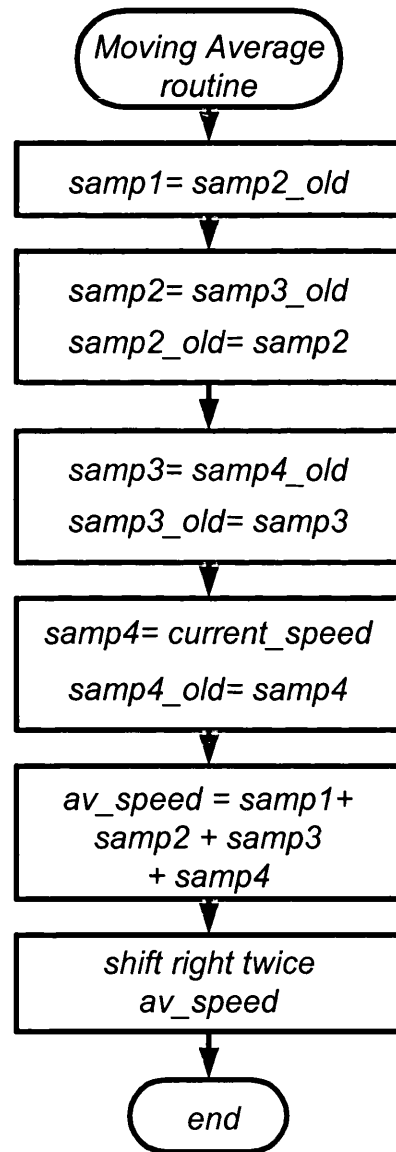 Moving Average
routine
samp1= samp2_old
samp2= samp3_old
samp2_old= samp2
samp3= samp4_old
samp3_old= samp3
samp4= current_speed
samp4_old= samp4
av_speed = samp1+
samp2 + samp3
+ samp4
shift right twice
av_speed
end